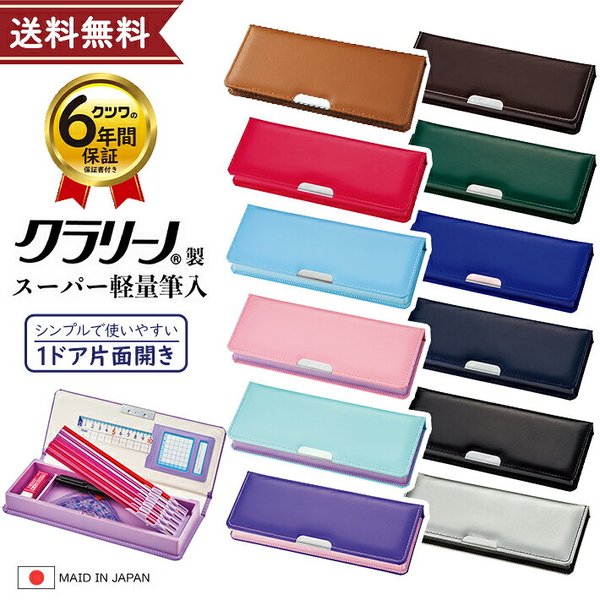 送料無料
クツワの
6年間
保証
保証書付き
クラリーノ®製
スーパー軽量筆入
シンプルで使いやすい
1ドア片面開き
MAID IN JAPAN